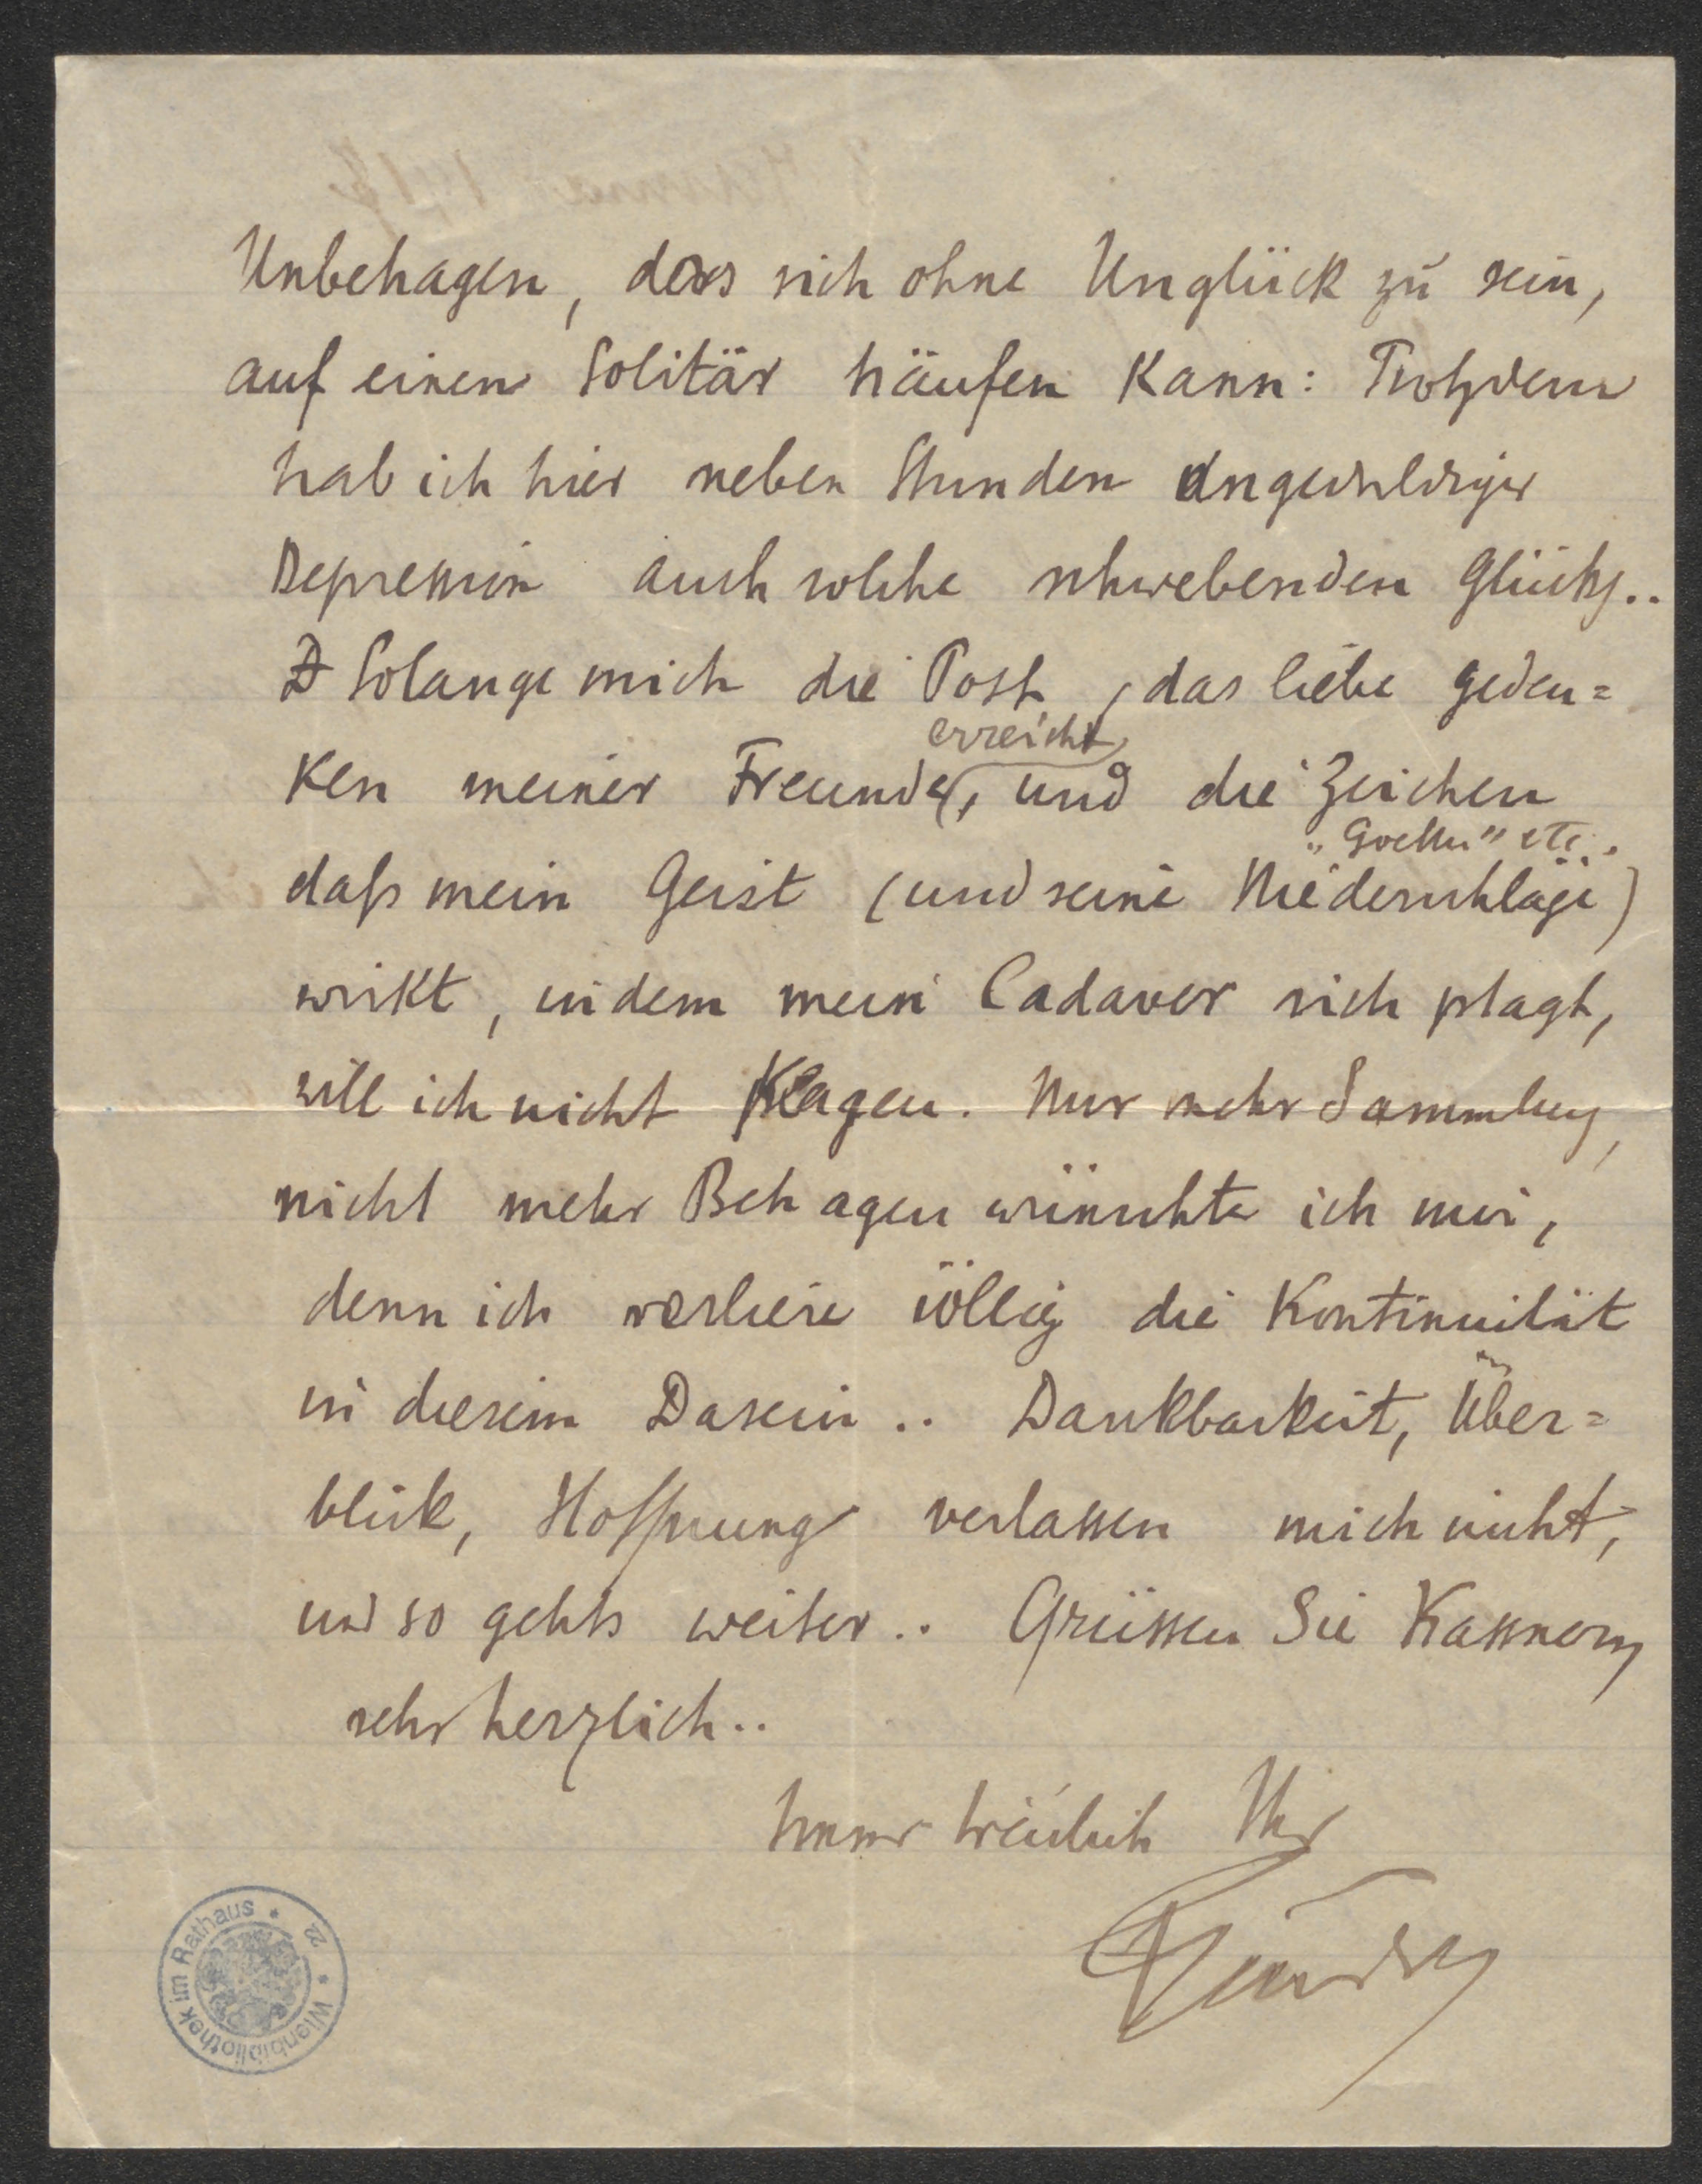 Unbehagen, dass sich ohne Unglück zu sein,
auf einen Solitär häufen kann: Trotzdem
hab ich hier neben Stunden ungeduldiger
Depression auch solche schwebenden Glücks..
D Solange mich die Post, das liebe geden=
erreicht,
ken meiner Freunde, und die Zeichen
„Goethe" etc.
daß mein Geist (und seine Niederschläge)
wirkt, indem mein Cadaver sich plagt,
will ich nicht klagen. Nur mehr Sammlung,
nicht mehr Behagen wünschte ich mir,
denn ich verliere völlig die Kontinuität
in diesem Dasein.. Dankbarkeit, Über=
blick, Hoffnung verlassen mich nicht,
und so gehts weiter.. Grüssen Sie Kassner
sehr herzlich..
Immer treulich Ihr
Wienbibliothek im Rathaus * 22 *